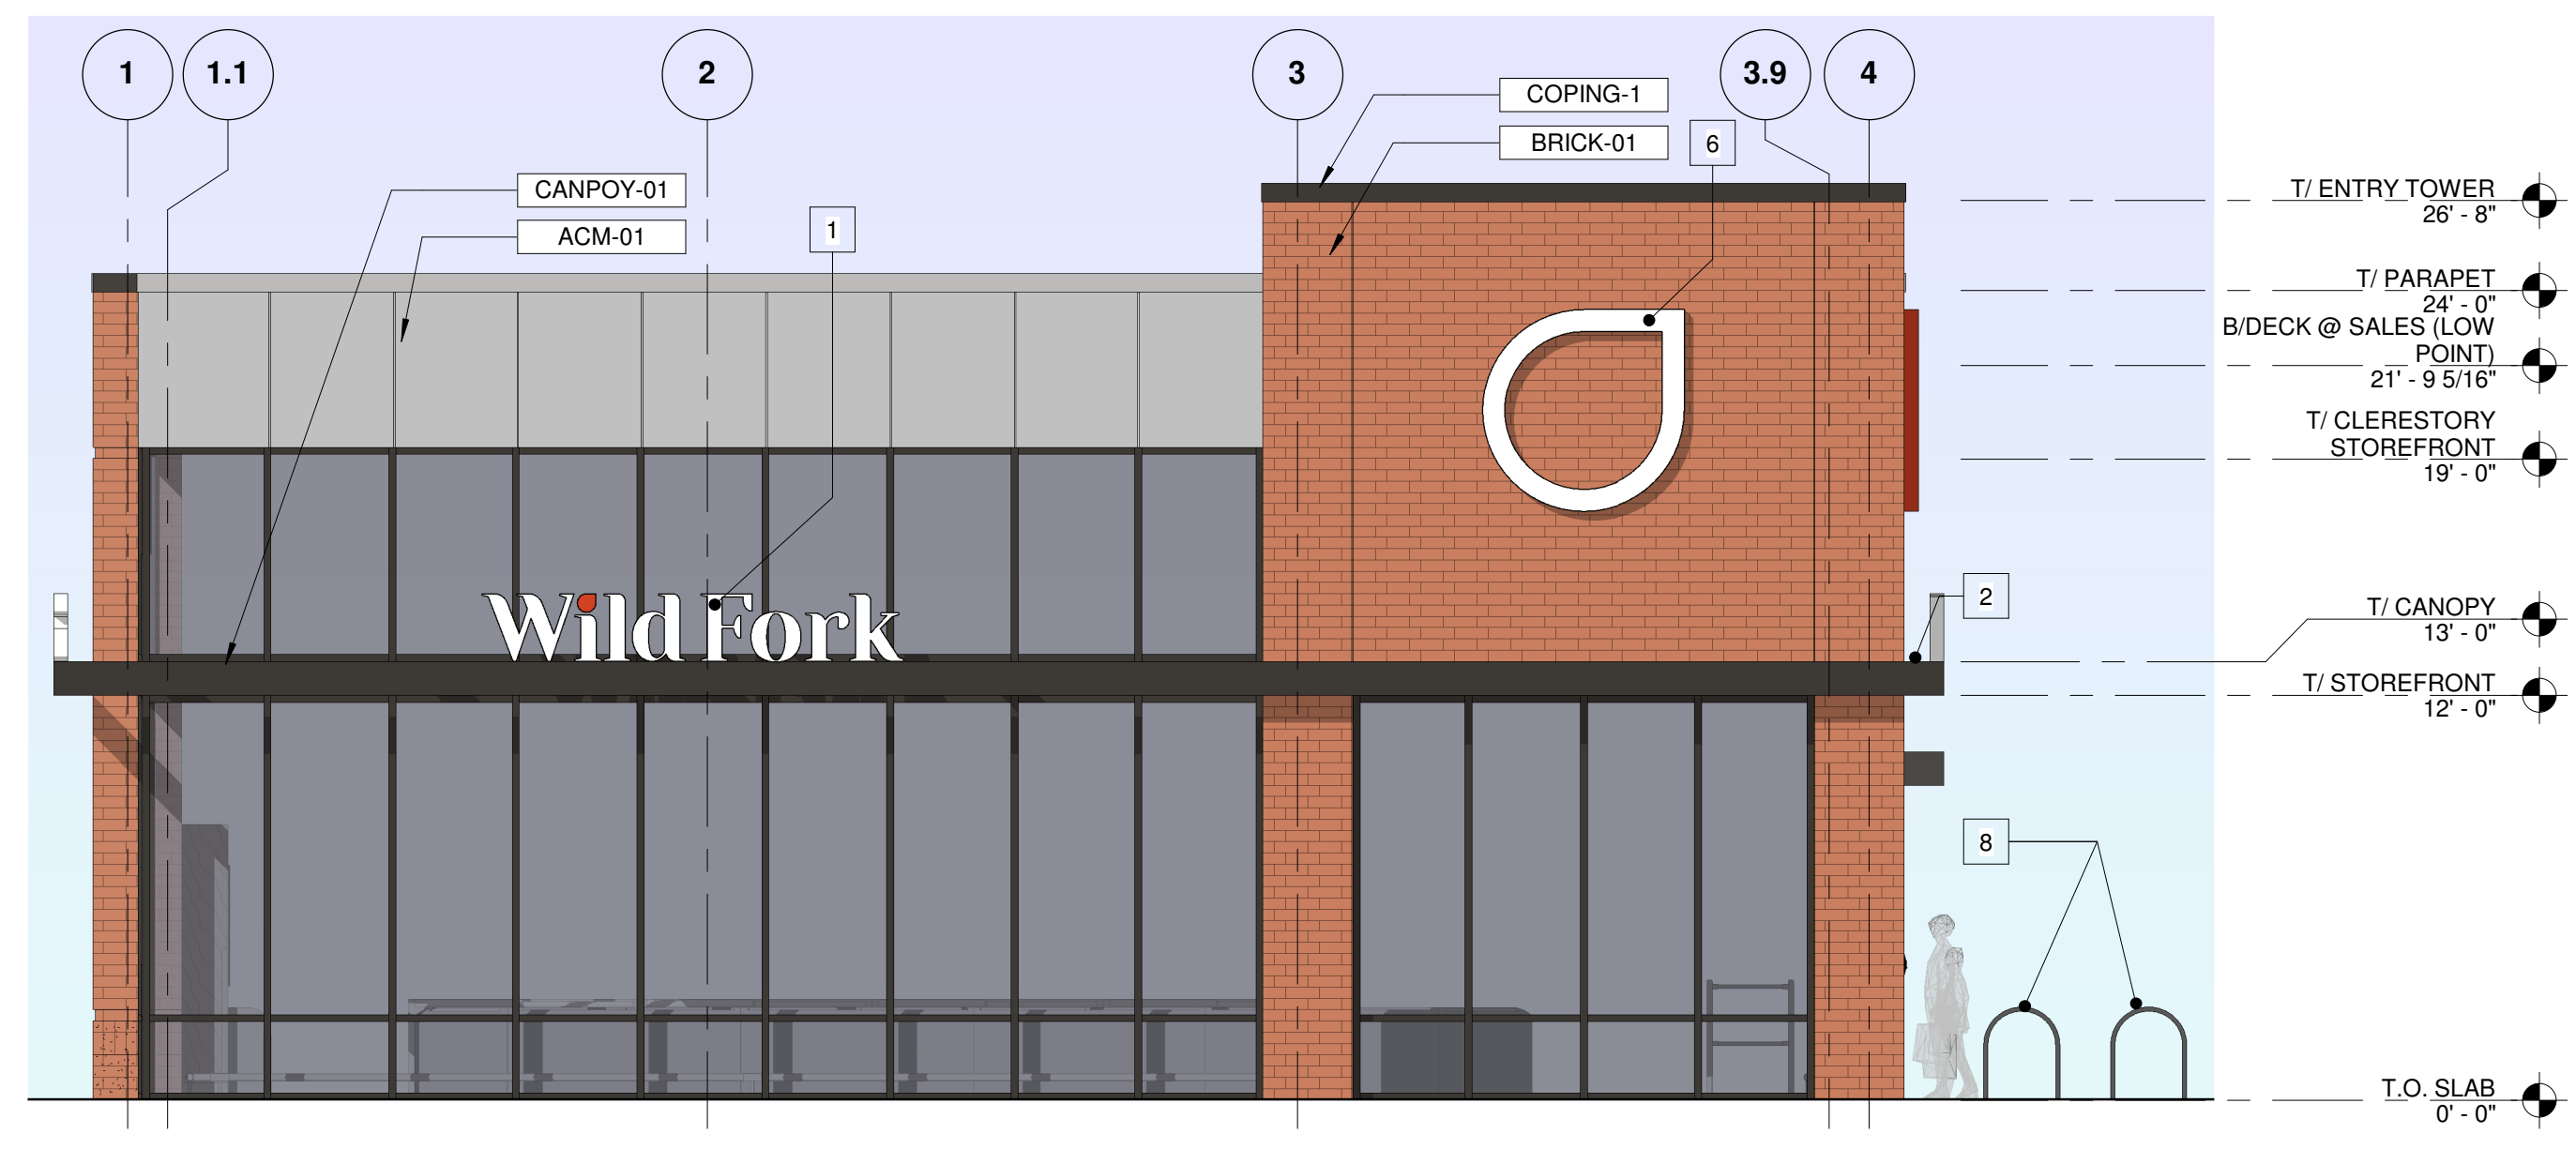 1
1.1
2
3
3.9
4
COPING-1
BRICK-01
6
CANPOY-01
ACM-01
1
T/ ENTRY TOWER
26' - 8"
T/ PARAPET
24' - 0"
B/DECK @ SALES (LOW
POINT)
21' - 9 5/16"
T/ CLERESTORY
STOREFRONT
19' - 0"
Wild Fork
2
T/ CANOPY
13' - 0"
T/ STOREFRONT
12' - 0"
8
T.O. SLAB
0' - 0"